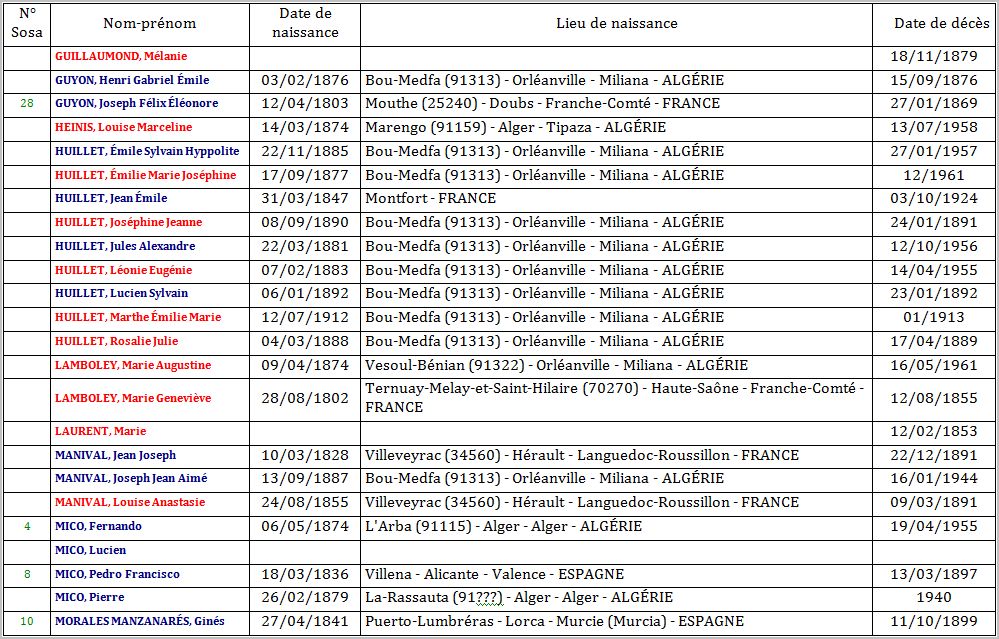 N° Sosa Nom-prénom Date de naissance Lieu de naissance Date de décès
GUILLAUMOND, Mélanie 18/11/1879
GUYON, Henri Gabriel Émile 03/02/1876 Bou-Medfa (91313) - Orléanville - Miliana - ALGÉRIE 15/09/1876
28 GUYON, Joseph Félix Éléonore 12/04/1803 Mouthe (25240) - Doubs - Franche-Comté - FRANCE 27/01/1869
HEINIS, Louise Marceline 14/03/1874 Marengo (91159) - Alger - Tipaza - ALGÉRIE 13/07/1958
HUILLET, Émile Sylvain Hyppolite 22/11/1885 Bou-Medfa (91313) - Orléanville - Miliana - ALGÉRIE 27/01/1957
HUILLET, Émilie Marie Joséphine 17/09/1877 Bou-Medfa (91313) - Orléanville - Miliana - ALGÉRIE 12/1961
HUILLET, Jean Émile 31/03/1847 Montfort - FRANCE 03/10/1924
HUILLET, Joséphine Jeanne 08/09/1890 Bou-Medfa (91313) - Orléanville - Miliana - ALGÉRIE 24/01/1891
HUILLET, Jules Alexandre 22/03/1881 Bou-Medfa (91313) - Orléanville - Miliana - ALGÉRIE 12/10/1956
HUILLET, Léonie Eugénie 07/02/1883 Bou-Medfa (91313) - Orléanville - Miliana - ALGÉRIE 14/04/1955
HUILLET, Lucien Sylvain 06/01/1892 Bou-Medfa (91313) - Orléanville - Miliana - ALGÉRIE 23/01/1892
HUILLET, Marthe Émilie Marie 12/07/1912 Bou-Medfa (91313) - Orléanville - Miliana - ALGÉRIE 01/1913
HUILLET, Rosalie Julie 04/03/1888 Bou-Medfa (91313) - Orléanville - Miliana - ALGÉRIE 17/04/1889
LAMBOLEY, Marie Augustine 09/04/1874 Vesoul-Bénian (91322) - Orléanville - Miliana - ALGÉRIE 16/05/1961
LAMBOLEY, Marie Geneviève 28/08/1802 Ternuay-Melay-et-Saint-Hilaire (70270) - Haute-Saône - Franche-Comté - 12/08/1855
FRANCE
LAURENT, Marie 12/02/1853
MANIVAL, Jean Joseph 10/03/1828 Villeveyrac (34560) - Hérault - Languedoc-Roussillon - FRANCE 22/12/1891
MANIVAL, Joseph Jean Aimé 13/09/1887 Bou-Medfa (91313) - Orléanville - Miliana - ALGÉRIE 16/01/1944
MANIVAL, Louise Anastasie 24/08/1855 Villeveyrac (34560) - Hérault - Languedoc-Roussillon - FRANCE 09/03/1891
4 MICO, Fernando 06/05/1874 L'Arba (91115) - Alger - Alger - ALGÉRIE 19/04/1955
MICO, Lucien
8 MICO, Pedro Francisco 18/03/1836 Villena - Alicante - Valence - ESPAGNE 13/03/1897
MICO, Pierre 26/02/1879 La-Rassauta (91???) - Alger - Alger - ALGÉRIE 1940
10 MORALES MANZANARÉS, Ginés 27/04/1841 Puerto-Lumbréras - Lorca - Murcie (Murcia) - ESPAGNE 11/10/1899